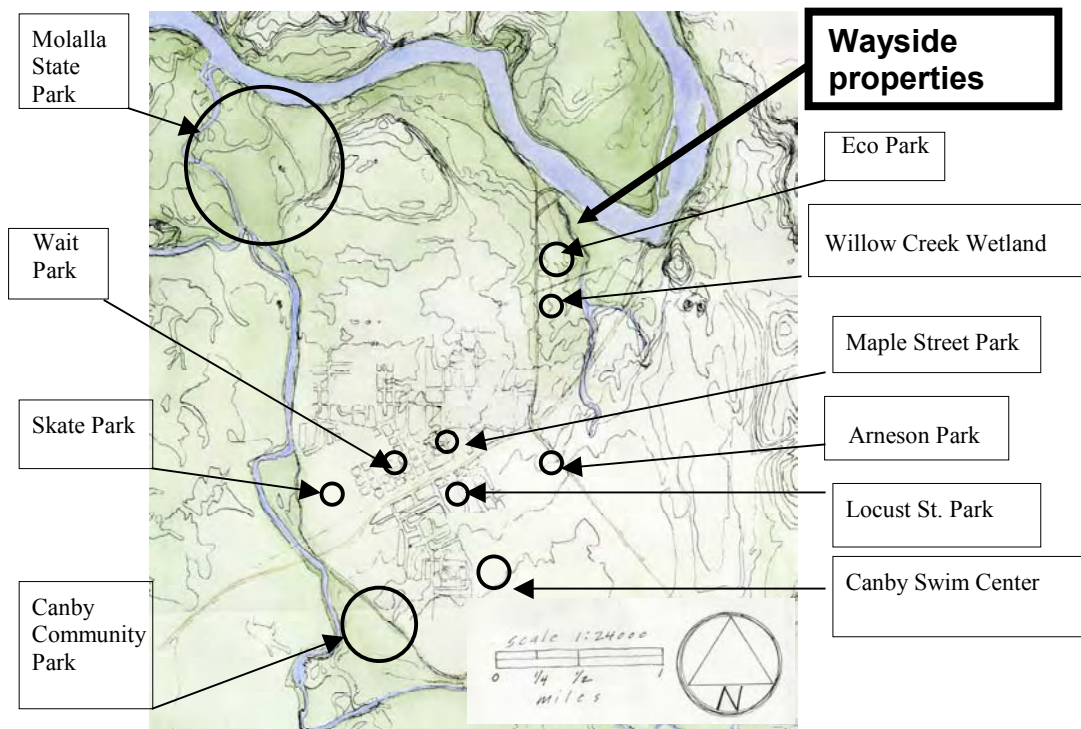 Molalla
State
Park
Wayside
properties
Eco Park
Wait
Park
Willow Creek Wetland
Maple Street Park
Skate Park
Arneson Park
Locust St. Park
Canby
Community
Park
Canby Swim Center
scale 1:24000
0 1/4 1/2 1
miles
N